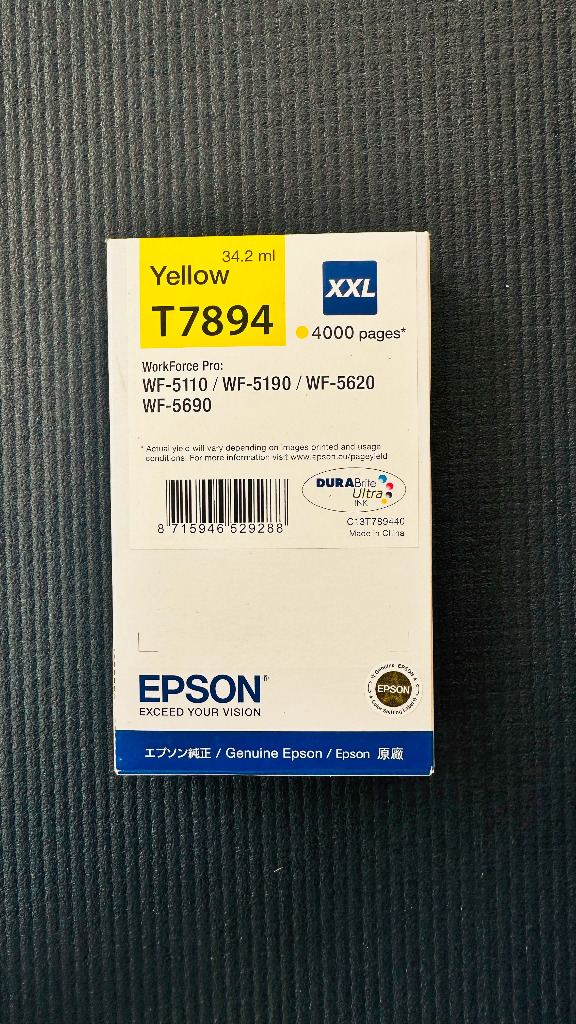 34.2 ml
Yellow
T7894
XXL
4000 pages*
WorkForce Pro:
WF-5110 / WF-5190 / WF-5620
WF-5690
* Actual yield will vary depending on images printed and usage
conditions. For more information visit www.epson.eu/pageyield
DURABrite
Ultra
INK
8 715946 529288
C13T789440
Made in China
EPSON®
EXCEED YOUR VISION
Genuine EPSON
EPSON
エプソン純正 / Genuine Epson / Epson 原廠